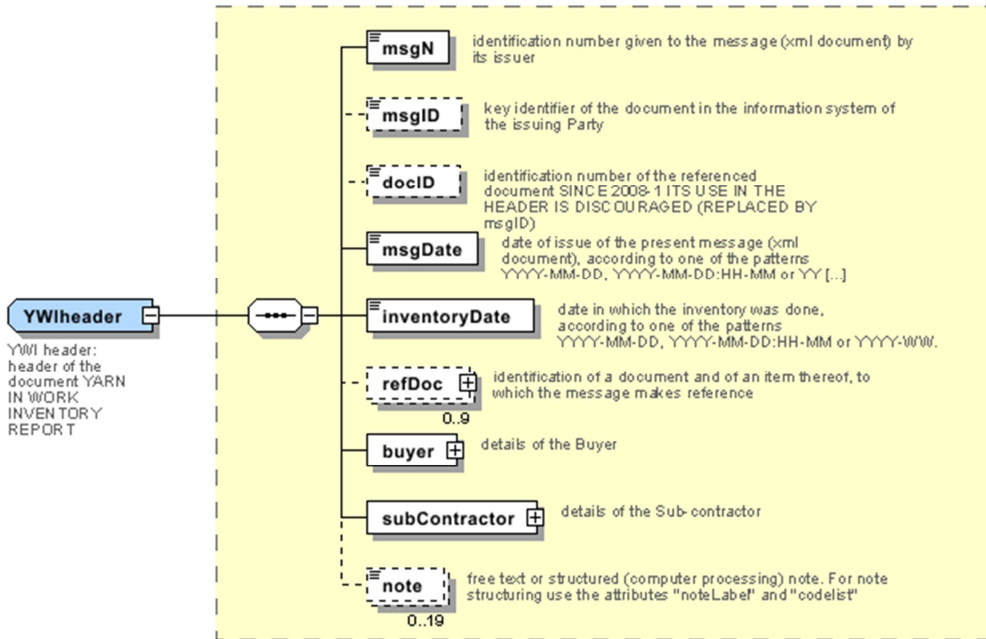 msgN
identification number given to the message (xml document) by
its issuer
msgID
key identifier of the document in the information system of
the issuing Party
docID
identification number of the referenced
document SINCE 2008-1 ITS USE IN THE
HEADER IS DISCOURAGED (REPLACED BY
msgID)
msgDate
date of issue of the present message (xml
document), according to one of the patterns
YYYY-MM-DD, YYYY-MM-DD:HH-MM or YY [...]
YWIheader
YWI header:
header of the
document YARN
IN WORK
INVENTORY
REPORT
inventoryDate
date in which the inventory was done,
according to one of the patterns
YYYY-MM-DD, YYYY-MM-DD:HH-MM or YYYY-WW.
refDoc
identification of a document and of an item thereof, to
which the message makes reference
0..9
buyer
details of the Buyer
subContractor
details of the Sub-contractor
note
free text or structured (computer processing) note. For note
structuring use the attributes "noteLabel" and "codelist"
0..19